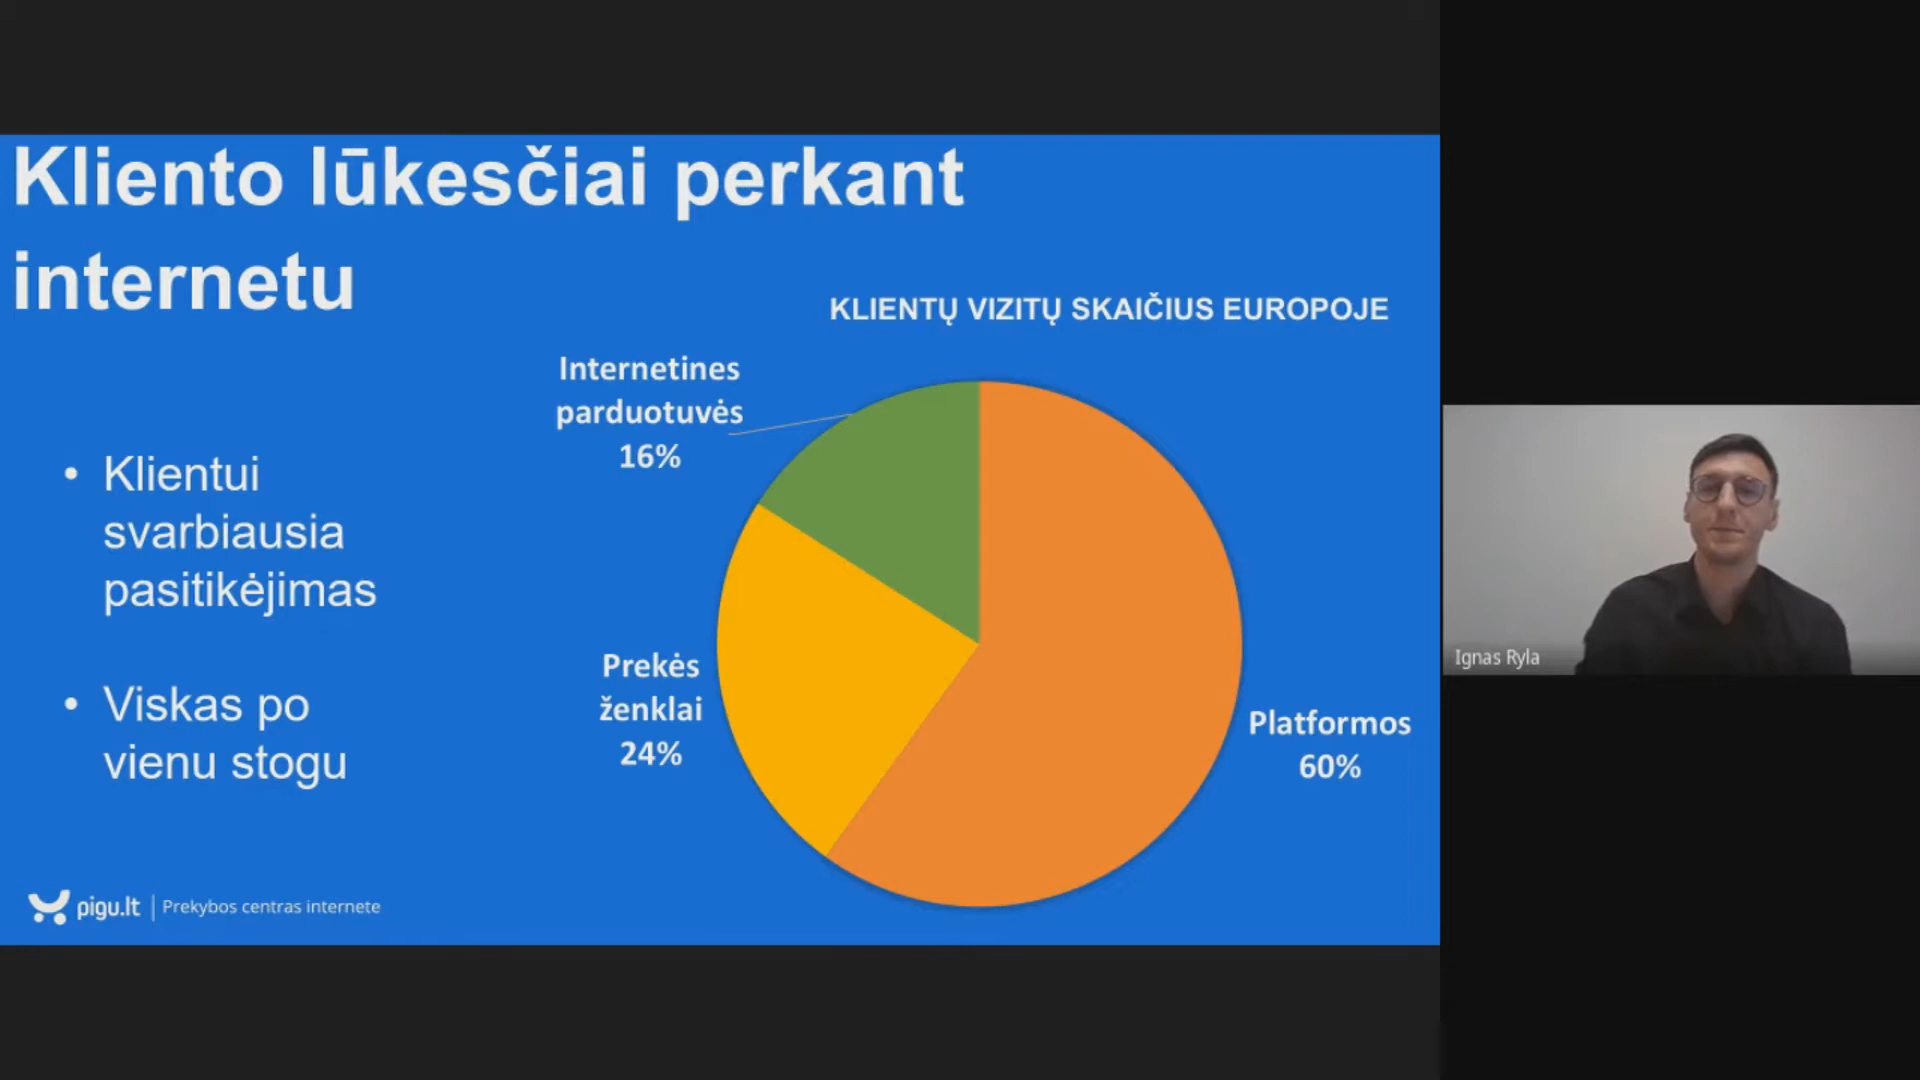 Kliento lūkesčiai perkant
internetu
KLIENTŲ VIZITŲ SKAIČIUS EUROPOJE
Internetines
parduotuvės
16%
• Klientui
svarbiausia
pasitikėjimas
Prekės
ženklai
24%
Platformos
60%
• Viskas po
vienu stogu
pigu.lt | Prekybos centras internete
Ignas Ryla